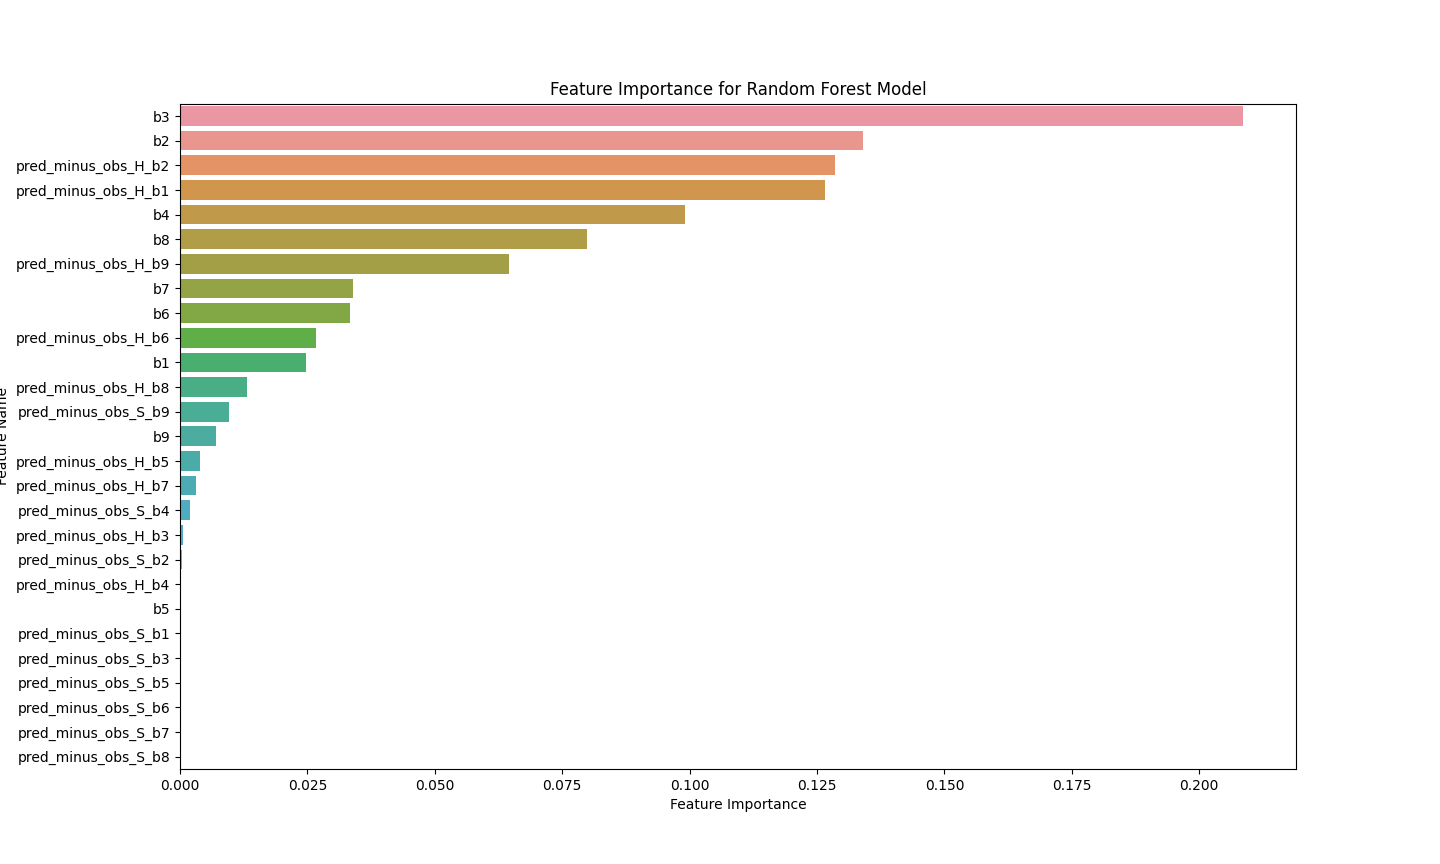 Feature Importance for Random Forest Model
b3
b2
pred_minus_obs_H_b2
pred_minus_obs_H_b1
b4
b8
pred_minus_obs_H_b9
b7
b6
pred_minus_obs_H_b6
b1
pred_minus_obs_H_b8
pred_minus_obs_S_b9
b9
pred_minus_obs_H_b5
pred_minus_obs_H_b7
pred_minus_obs_S_b4
pred_minus_obs_H_b3
pred_minus_obs_S_b2
pred_minus_obs_H_b4
b5
pred_minus_obs_S_b1
pred_minus_obs_S_b3
pred_minus_obs_S_b5
pred_minus_obs_S_b6
pred_minus_obs_S_b7
pred_minus_obs_S_b8
Feature Name
0.000 0.025 0.050 0.075 0.100 0.125 0.150 0.175 0.200
Feature Importance